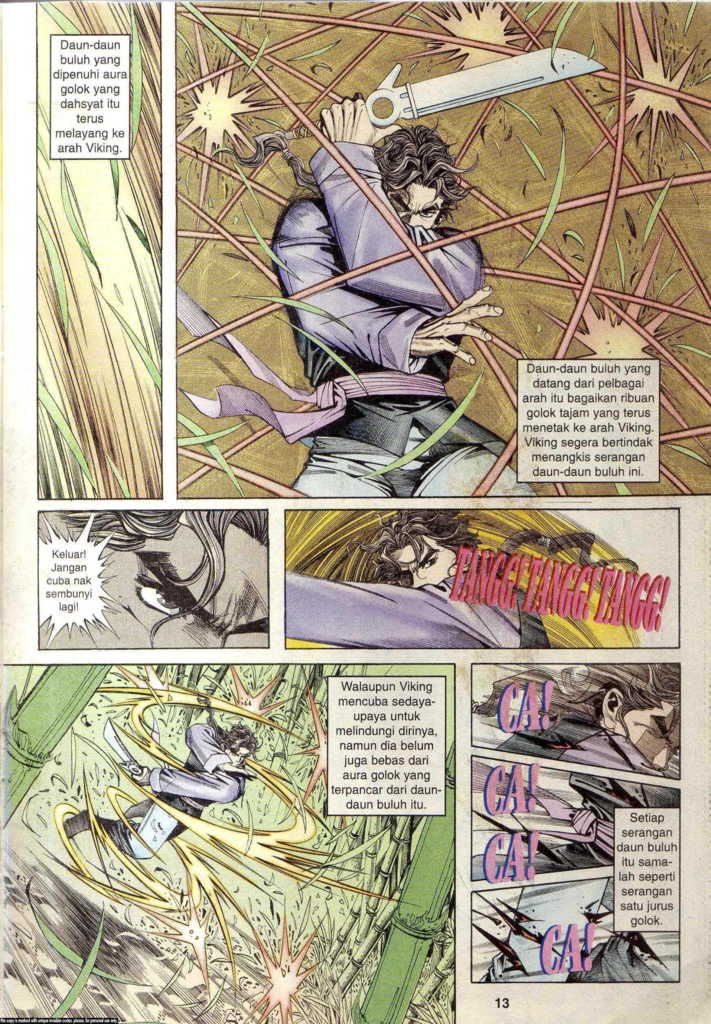 Daun-daun
buluh yang
dipenuhi aura
golok yang
dahsyat itu
terus
melayang ke
arah Viking.
Daun-daun buluh yang
datang dari pelbagai
arah itu bagaikan ribuan
golok tajam yang terus
menetak ke arah Viking.
Viking segera bertindak
menangkis serangan
daun-daun buluh ini.
Keluar!
Jangan
cuba nak
sembunyi
lagi!
TANGG! TANGG! TANGG!
Walaupun Viking
mencuba sedaya-
upaya untuk
melindungi dirinya,
namun dia belum
juga bebas dari
aura golok yang
terpancar dari daun-
daun buluh itu.
CA!
CA!
CA!
Setiap
serangan
daun buluh
itu sama-
lah seperti
serangan
satu jurus
golok.
CA!
13